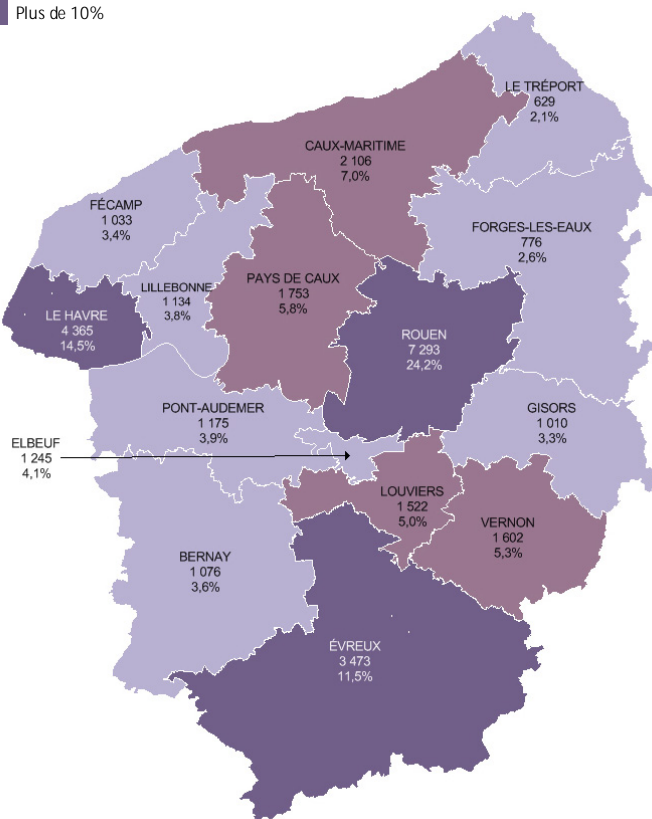 Plus de 10%
LE TRÉPORT
629
2,1%
CAUX-MARITIME
2 106
7,0%
FÉCAMP
1 033
3,4%
FORGES-LES-EAUX
776
2,6%
PAYS DE CAUX
1 753
5,8%
LILLEBONNE
1 134
3,8%
LE HAVRE
4 365
14,5%
ROUEN
7 293
24,2%
PONT-AUDEMER
1 175
3,9%
GISORS
1 010
3,3%
ELBEUF
1 245
4,1%
LOUVIERS
1 522
5,0%
VERNON
1 602
5,3%
BERNAY
1 076
3,6%
ÉVREUX
3 473
11,5%